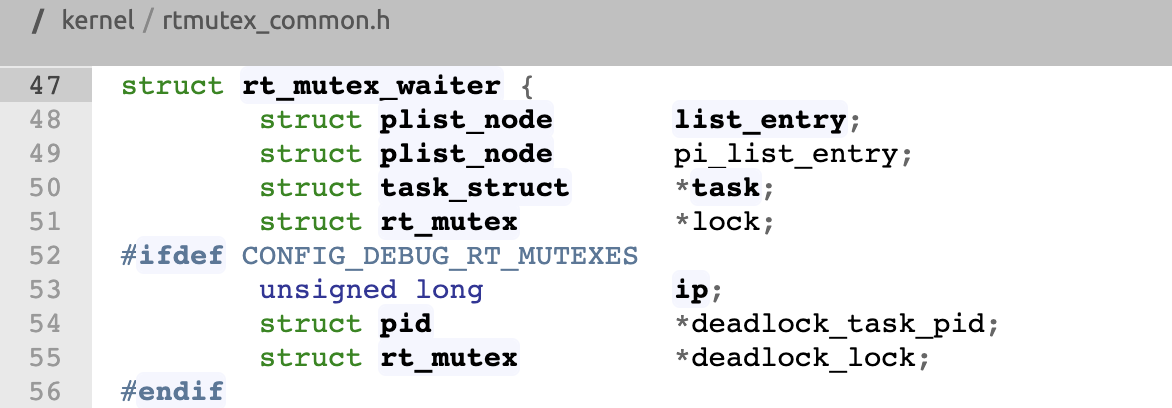 / kernel / rtmutex_common.h
47 struct rt_mutex_waiter {
48 struct plist_node list_entry;
49 struct plist_node pi_list_entry;
50 struct task_struct *task;
51 struct rt_mutex *lock;
52 #ifdef CONFIG_DEBUG_RT_MUTEXES
53 unsigned long ip;
54 struct pid *deadlock_task_pid;
55 struct rt_mutex *deadlock_lock;
56 #endif